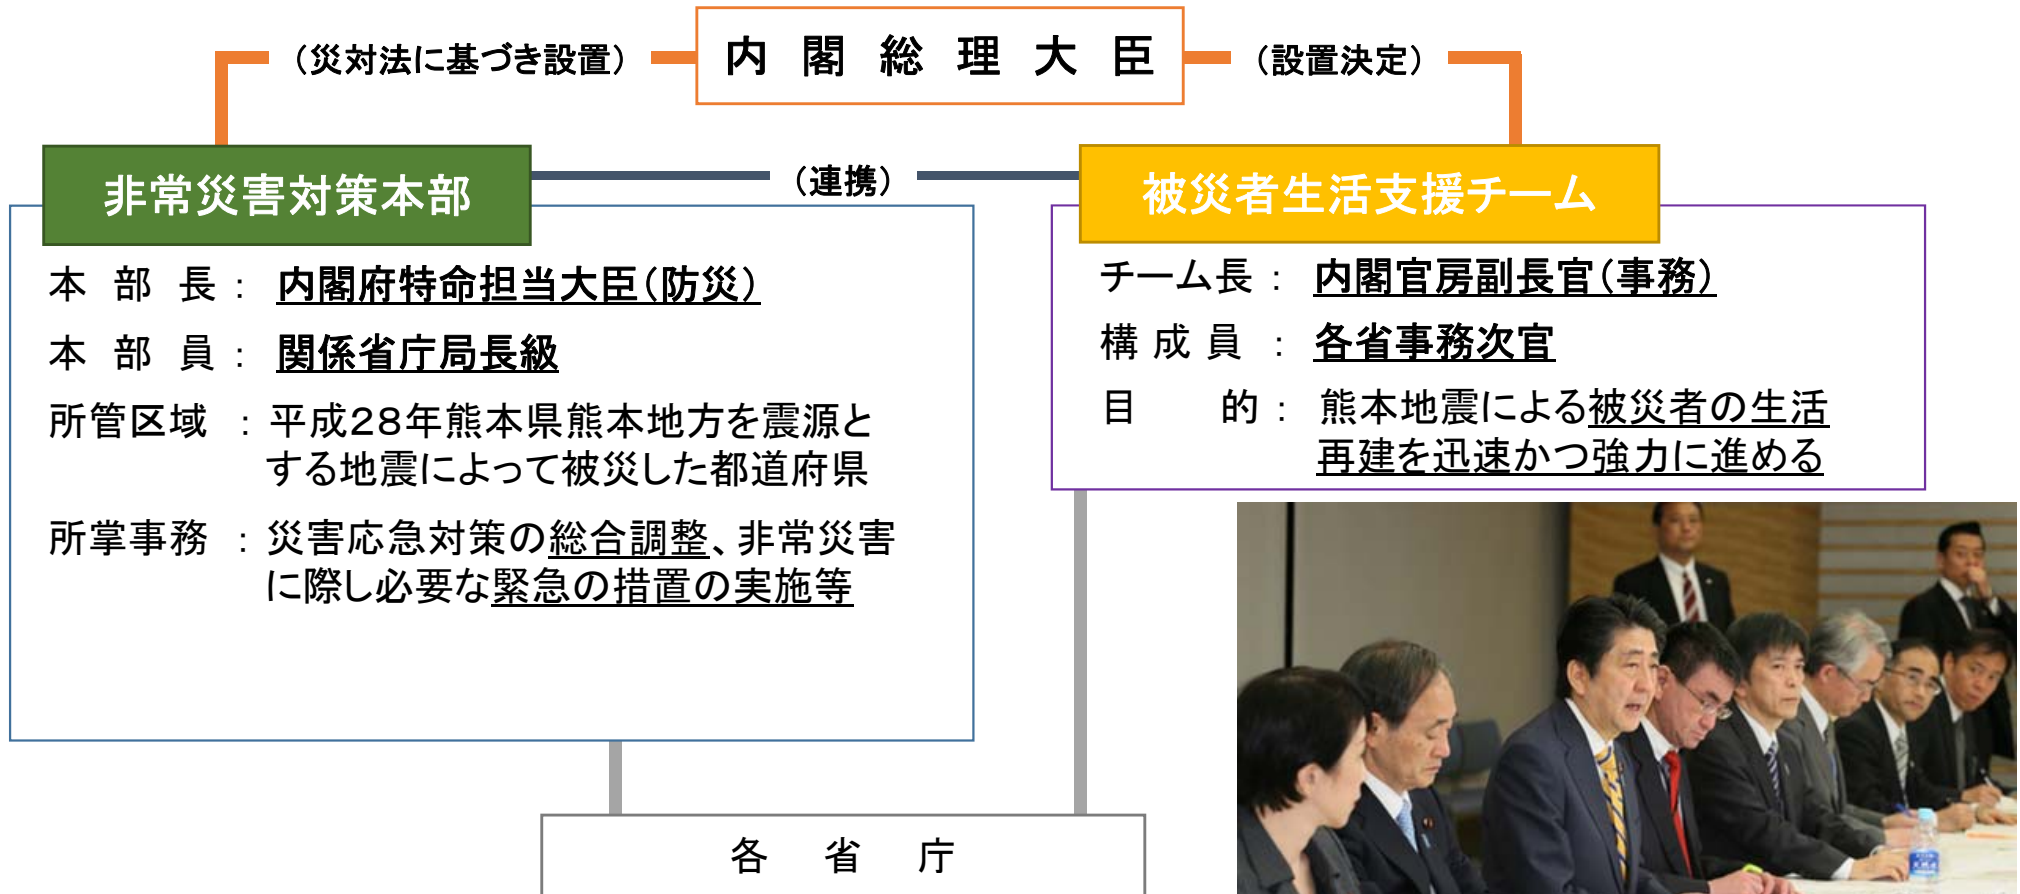 内閣総理大臣
（災対法に基づき設置）
（設置決定）
（連携）
非常災害対策本部
本部長： 内閣府特命担当大臣（防災）
本部員： 関係省庁局長級
所管区域 ： 平成28年熊本県熊本地方を震源と
する地震によって被災した都道府県
所掌事務 ： 災害応急対策の総合調整、非常災害
に際し必要な緊急の措置の実施等
被災者生活支援チーム
チーム長： 内閣官房副長官（事務）
構成員 ： 各省事務次官
目 的： 熊本地震による被災者の生活
再建を迅速かつ強力に進める
各省庁